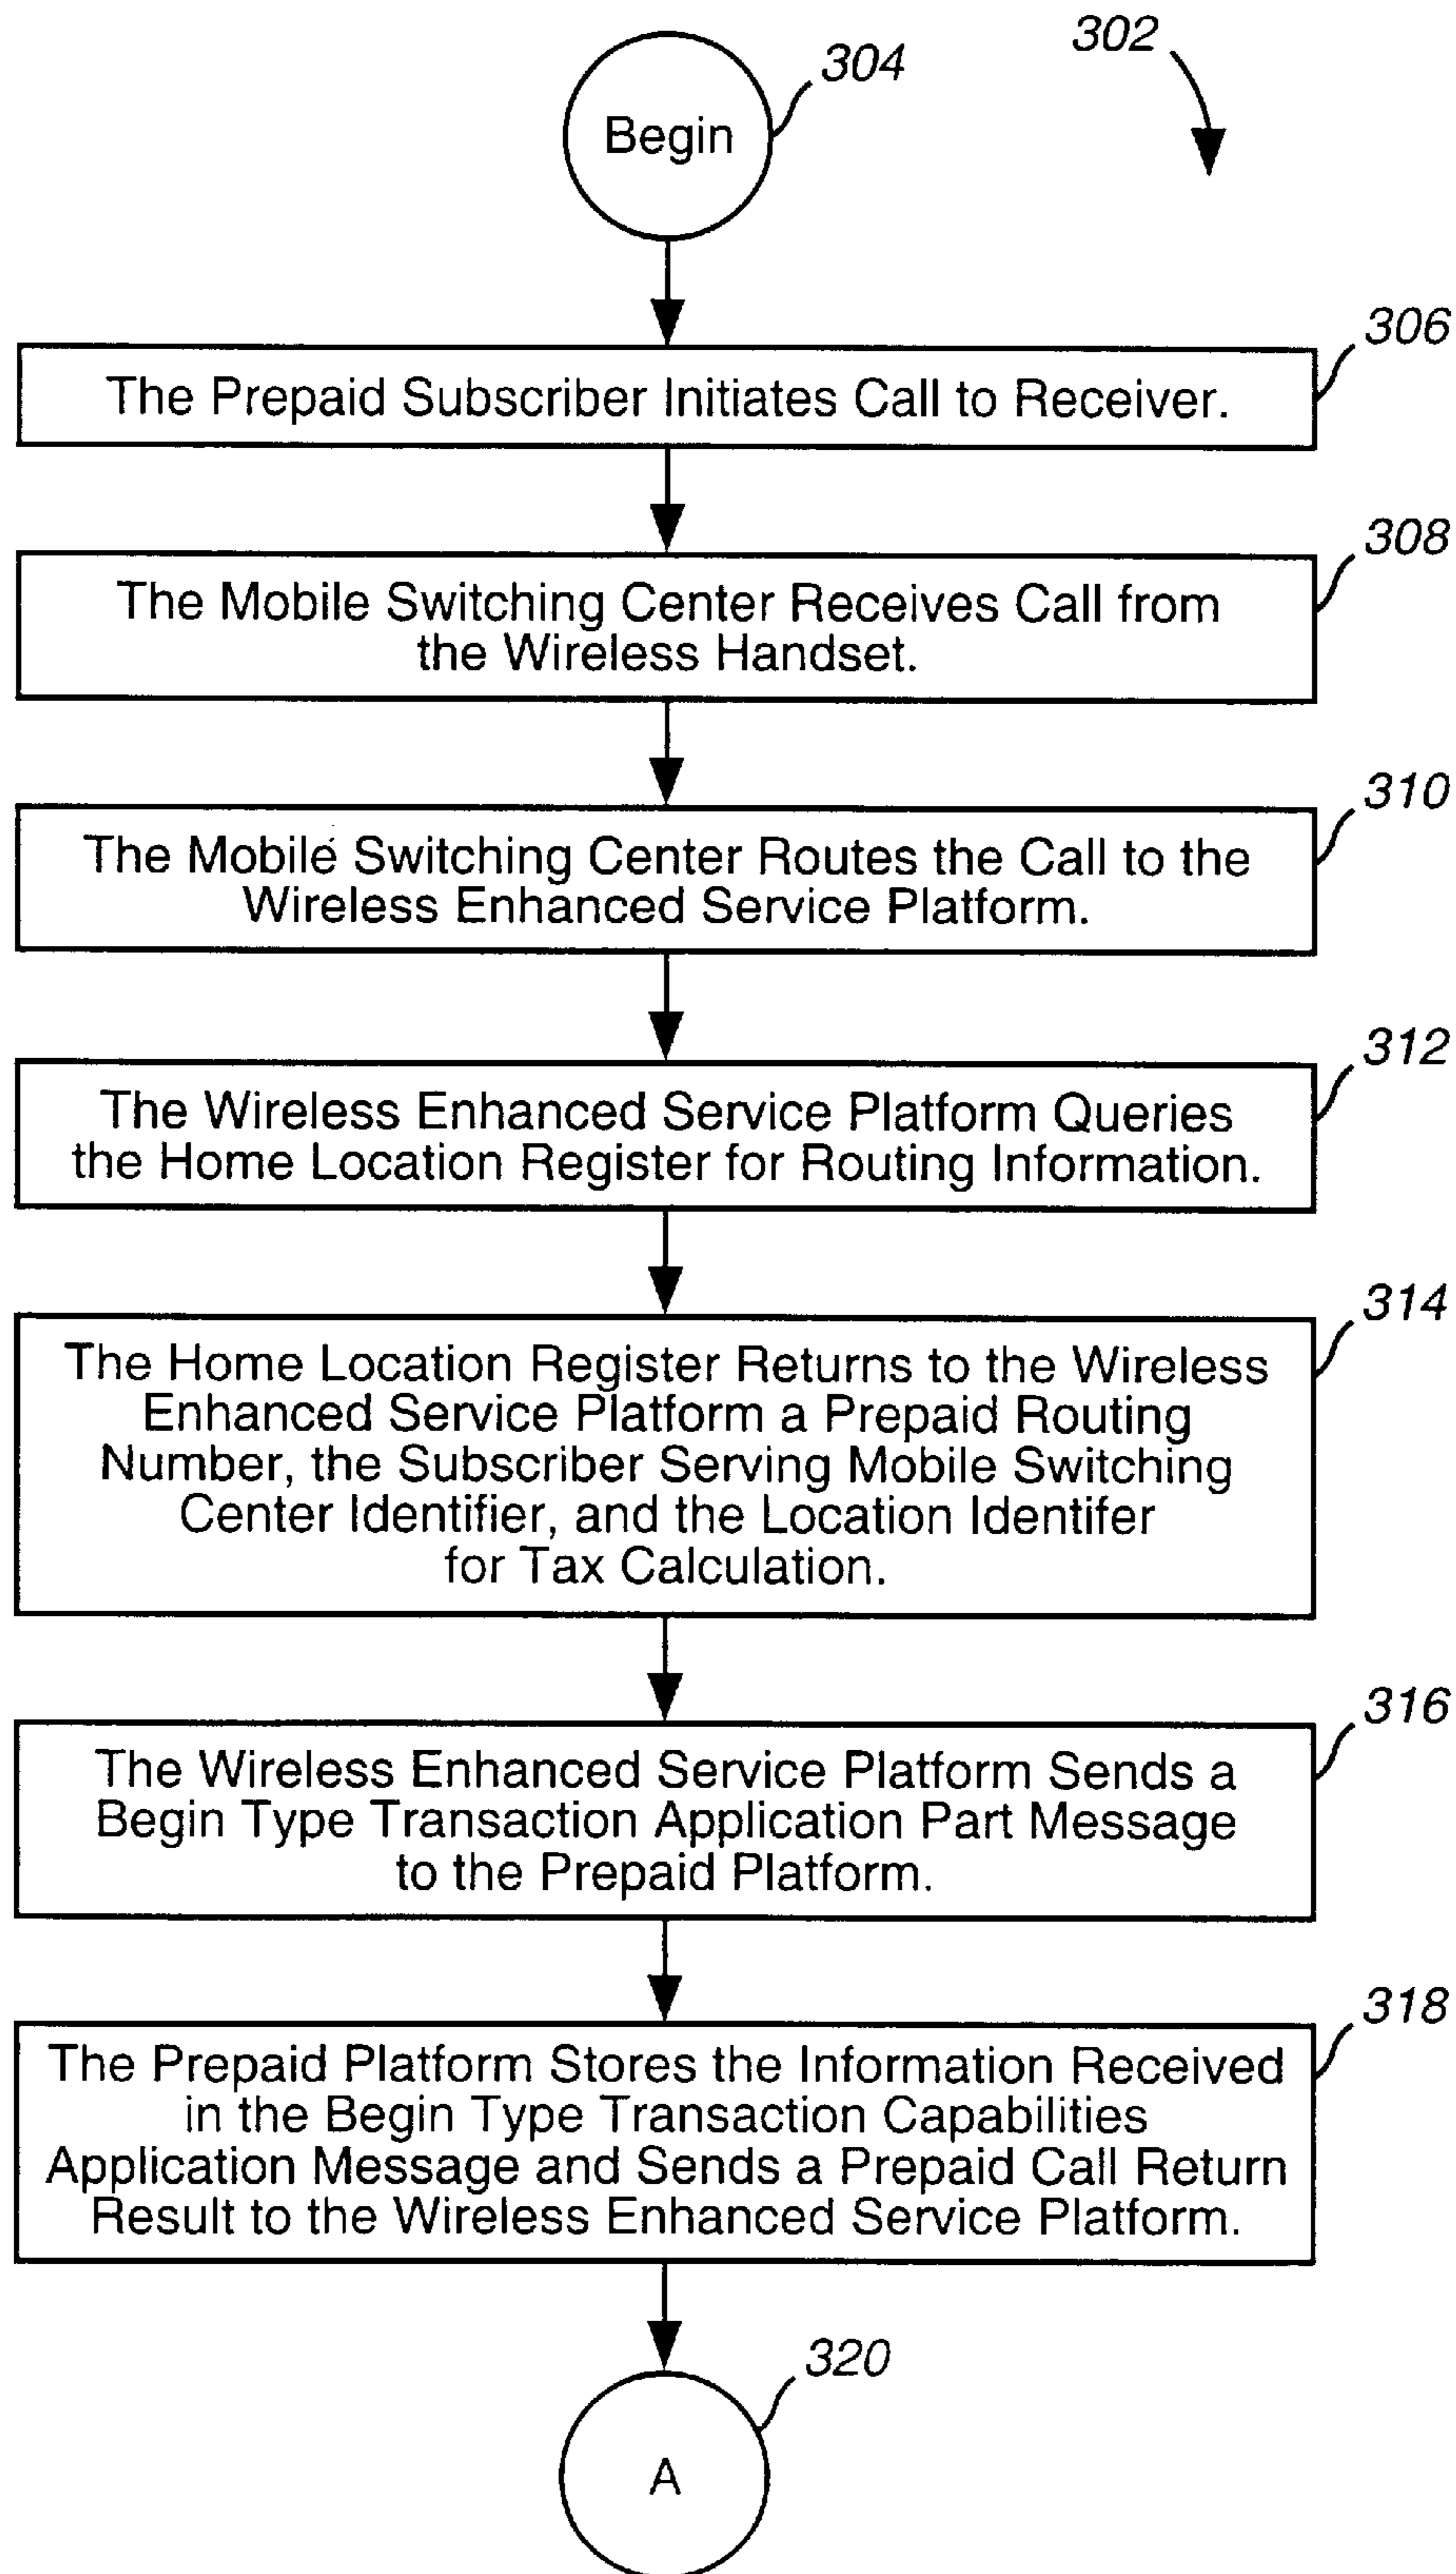 302
304
Begin
306
The Prepaid Subscriber Initiates Call to Receiver.
308
The Mobile Switching Center Receives Call from
the Wireless Handset.
310
The Mobile Switching Center Routes the Call to the
Wireless Enhanced Service Platform.
312
The Wireless Enhanced Service Platform Queries
the Home Location Register for Routing Information.
314
The Home Location Register Returns to the Wireless
Enhanced Service Platform a Prepaid Routing
Number, the Subscriber Serving Mobile Switching
Center Identifier, and the Location Identifer
for Tax Calculation.
316
The Wireless Enhanced Service Platform Sends a
Begin Type Transaction Application Part Message
to the Prepaid Platform.
318
The Prepaid Platform Stores the Information Received
in the Begin Type Transaction Capabilities
Application Message and Sends a Prepaid Call Return
Result to the Wireless Enhanced Service Platform.
320
A